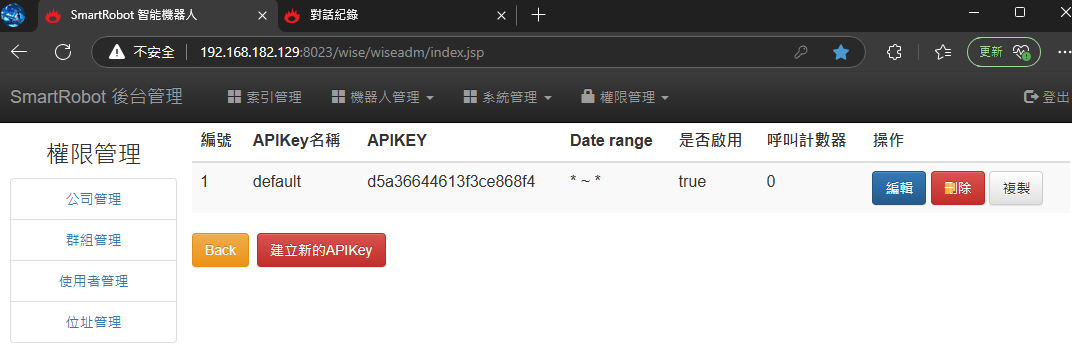 SmartRobot 智能機器人
對話紀錄
不安全 192.168.182.129:8023/wise/wiseadm/index.jsp
更新
SmartRobot 後台管理 索引管理 機器人管理 系統管理 權限管理 登出
權限管理
公司管理
群組管理
使用者管理
位址管理
編號 APIKey名稱 APIKEY Date range 是否啟用 呼叫計數器 操作
1 default d5a36644613f3ce868f4 * ~ * true 0 編輯 刪除 複製
Back 建立新的APIKey